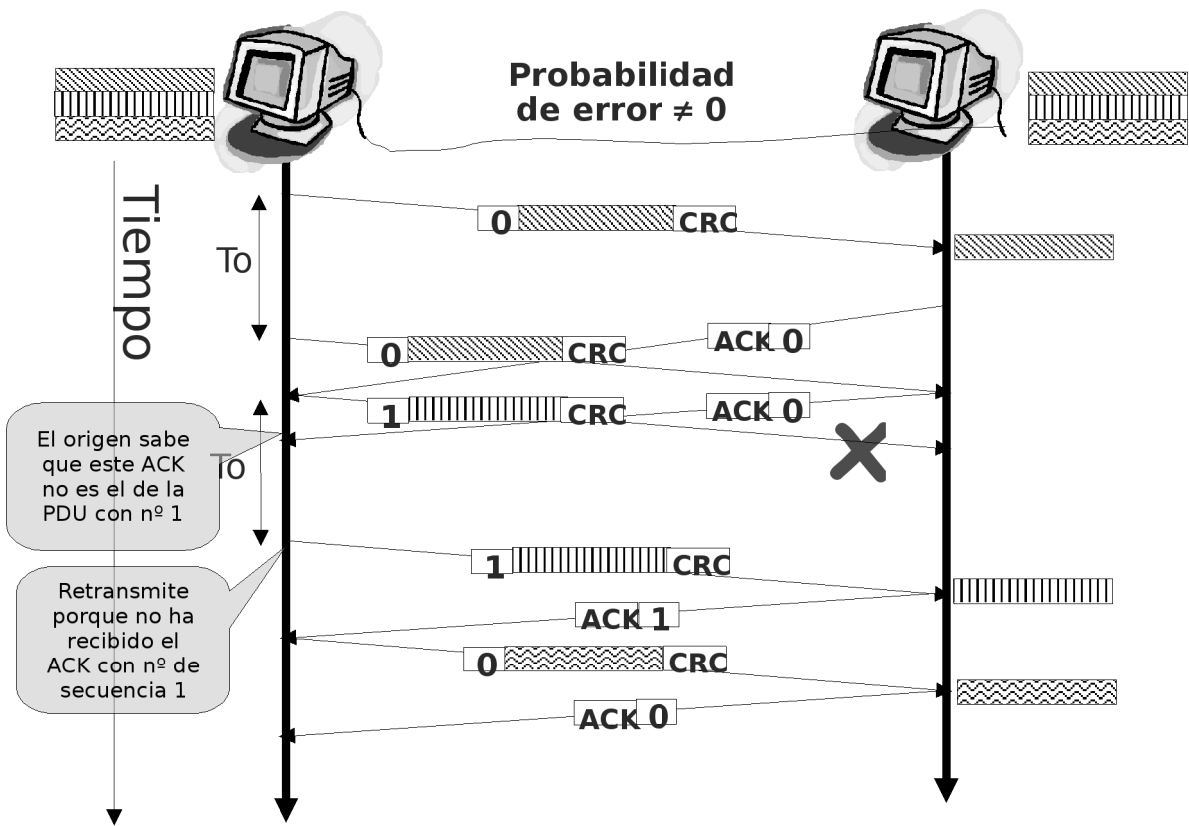 Probabilidad
de error ≠ 0
Tiempo
To
0 CRC
ACK 0
0 CRC
1 CRC
ACK 0
El origen sabe
que este ACK
no es el de la
PDU con nº 1
To
1 CRC
Retransmite
porque no ha
recibido el
ACK con nº de
secuencia 1
ACK 1
0 CRC
ACK 0